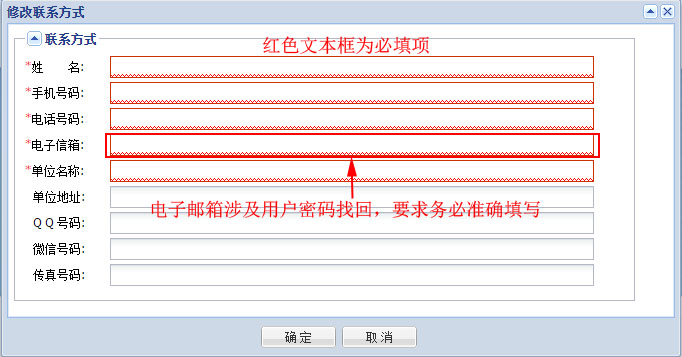 修改联系方式
联系方式
红色文本框为必填项
*姓 名:
*手机号码:
*电话号码:
*电子信箱:
*单位名称:
单位地址:
电子邮箱涉及用户密码找回，要求务必准确填写
QQ号码:
微信号码:
传真号码:
确定 取消